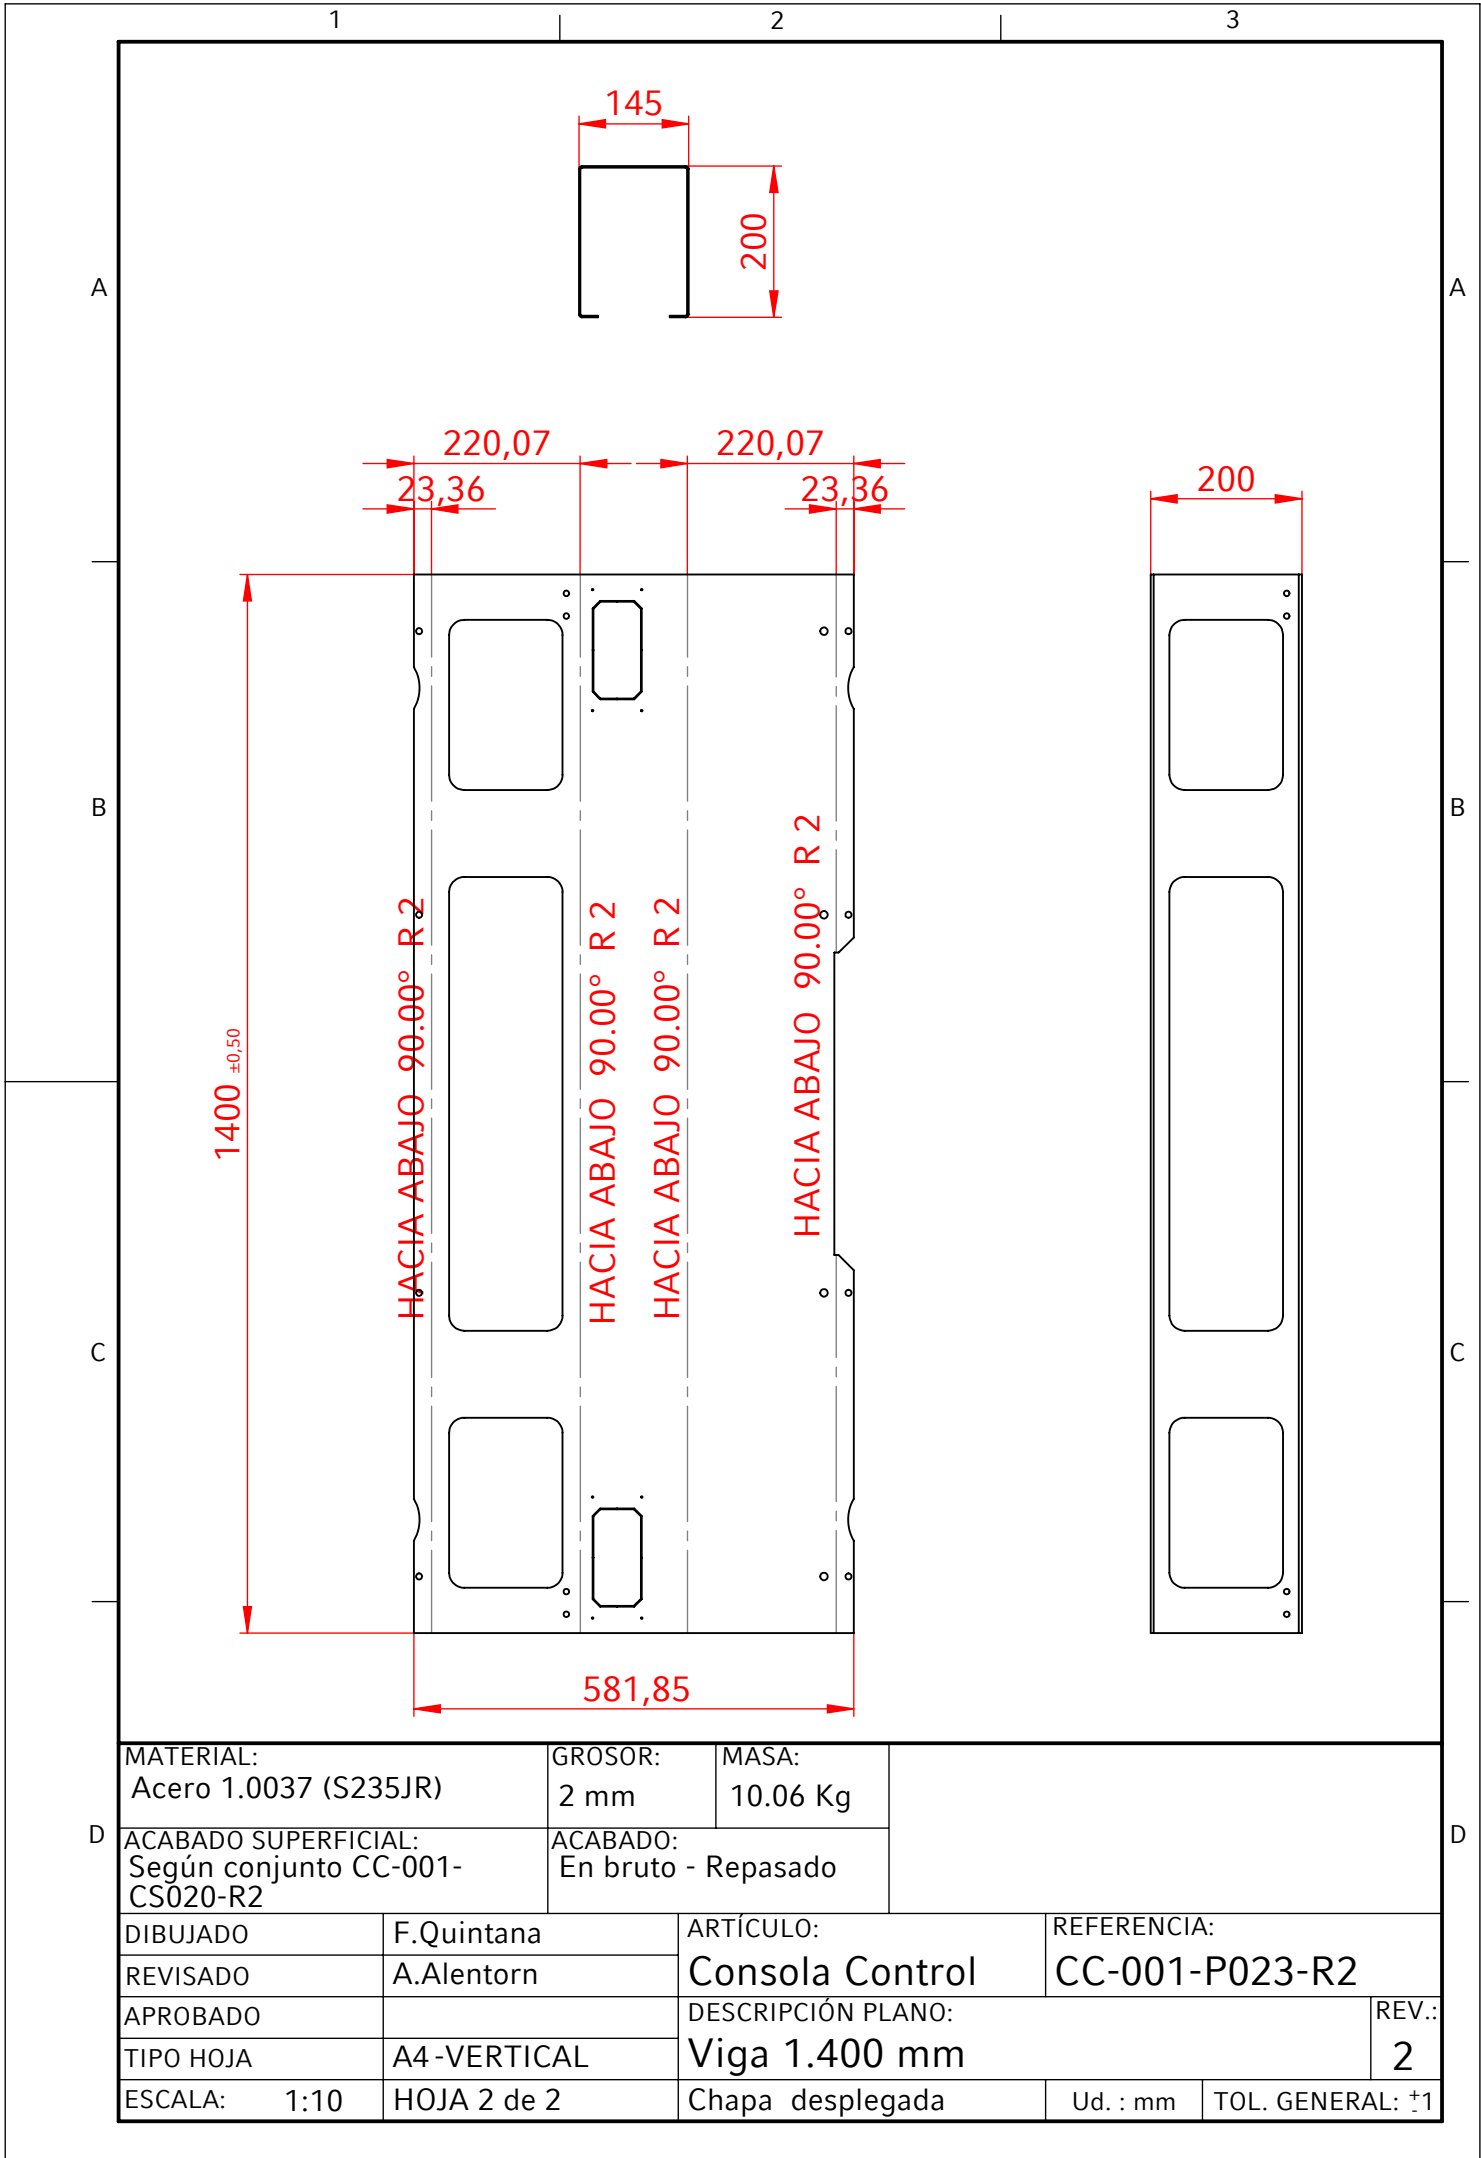 1 2 3
145
200
A A
220,07 220,07
23,36 23,36
200
B B
1400 ±0,50
HACIA ABAJO 90.00° R 2
HACIA ABAJO 90.00° R 2
HACIA ABAJO 90.00° R 2
HACIA ABAJO 90.00° R 2
C C
581,85
MATERIAL:
Acero 1.0037 (S235JR)
GROSOR:
2 mm
MASA:
10.06 Kg
D D
ACABADO SUPERFICIAL:
Según conjunto CC-001-
CS020-R2
ACABADO:
En bruto - Repasado
DIBUJADO F.Quintana
REVISADO A.Alentorn
ARTÍCULO:
Consola Control
REFERENCIA:
CC-001-P023-R2
APROBADO
TIPO HOJA A4-VERTICAL
DESCRIPCIÓN PLANO:
Viga 1.400 mm
REV.:
2
ESCALA: 1:10 HOJA 2 de 2 Chapa desplegada Ud. : mm TOL. GENERAL: ±1